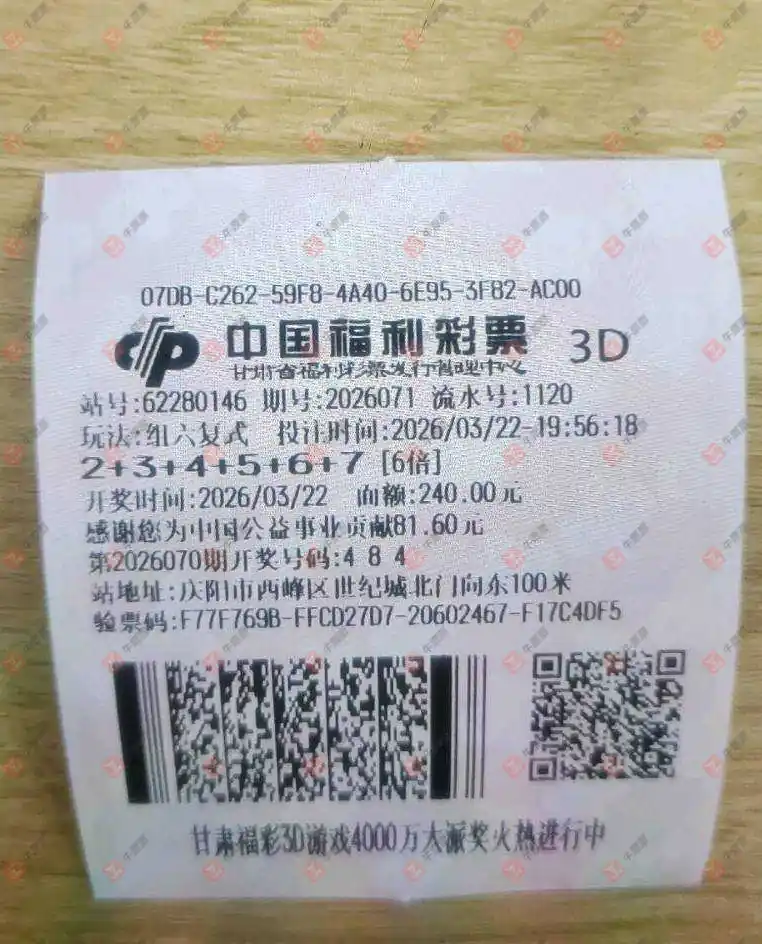 07DB-C262-59F8-4A40-6E95-3F82-AC00
中国福利彩票 3D
甘肃省福利彩票发行管理中心
站号:62280146 期号:2026071 流水号:1120
玩法:组六复式 投注时间:2026/03/22-19:56:18
2+3+4+5+6+7 [6倍]
开奖时间:2026/03/22 面额:240.00元
感谢您为中国公益事业贡献81.60元
第2026070期开奖号码:4 8 4
站地址:庆阳市西峰区世纪城北门向东100米
验票码:F77F769B-FFCD27D7-20602467-F17C4DF5
甘肃福彩3D游戏4000万大派奖火热进行中